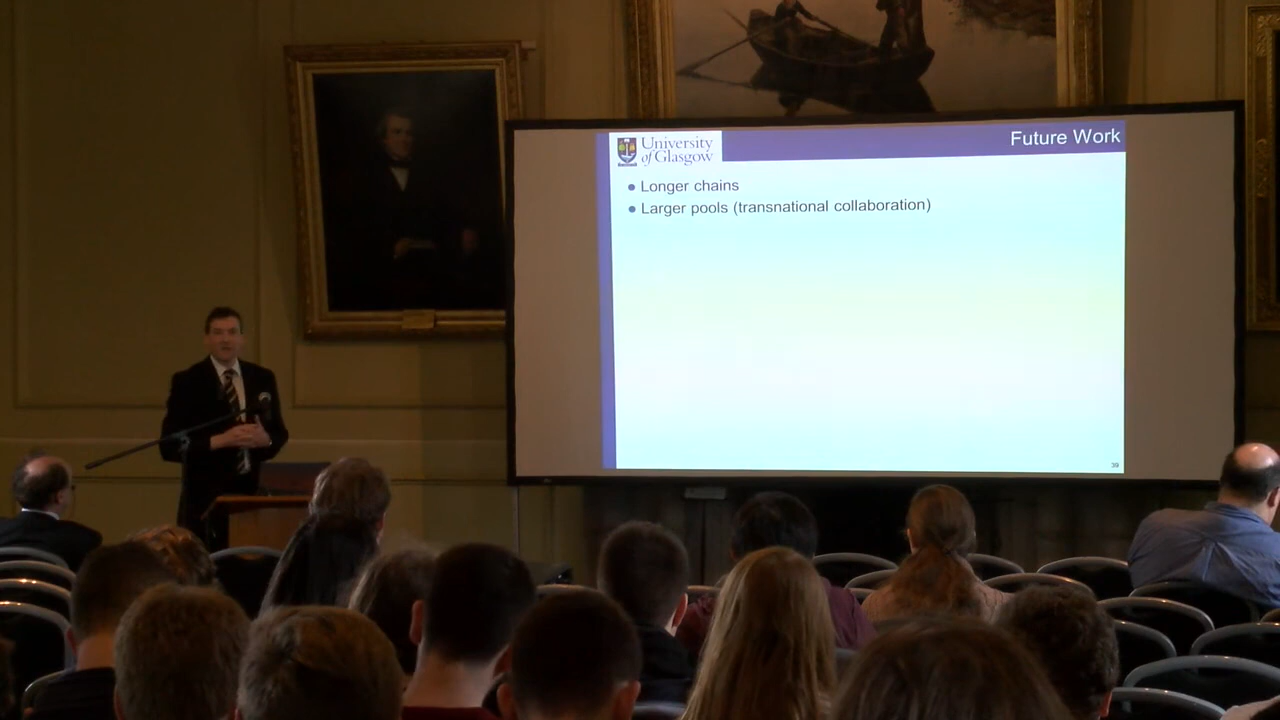 University
of Glasgow
Future Work
Longer chains
Larger pools (transnational collaboration)
39